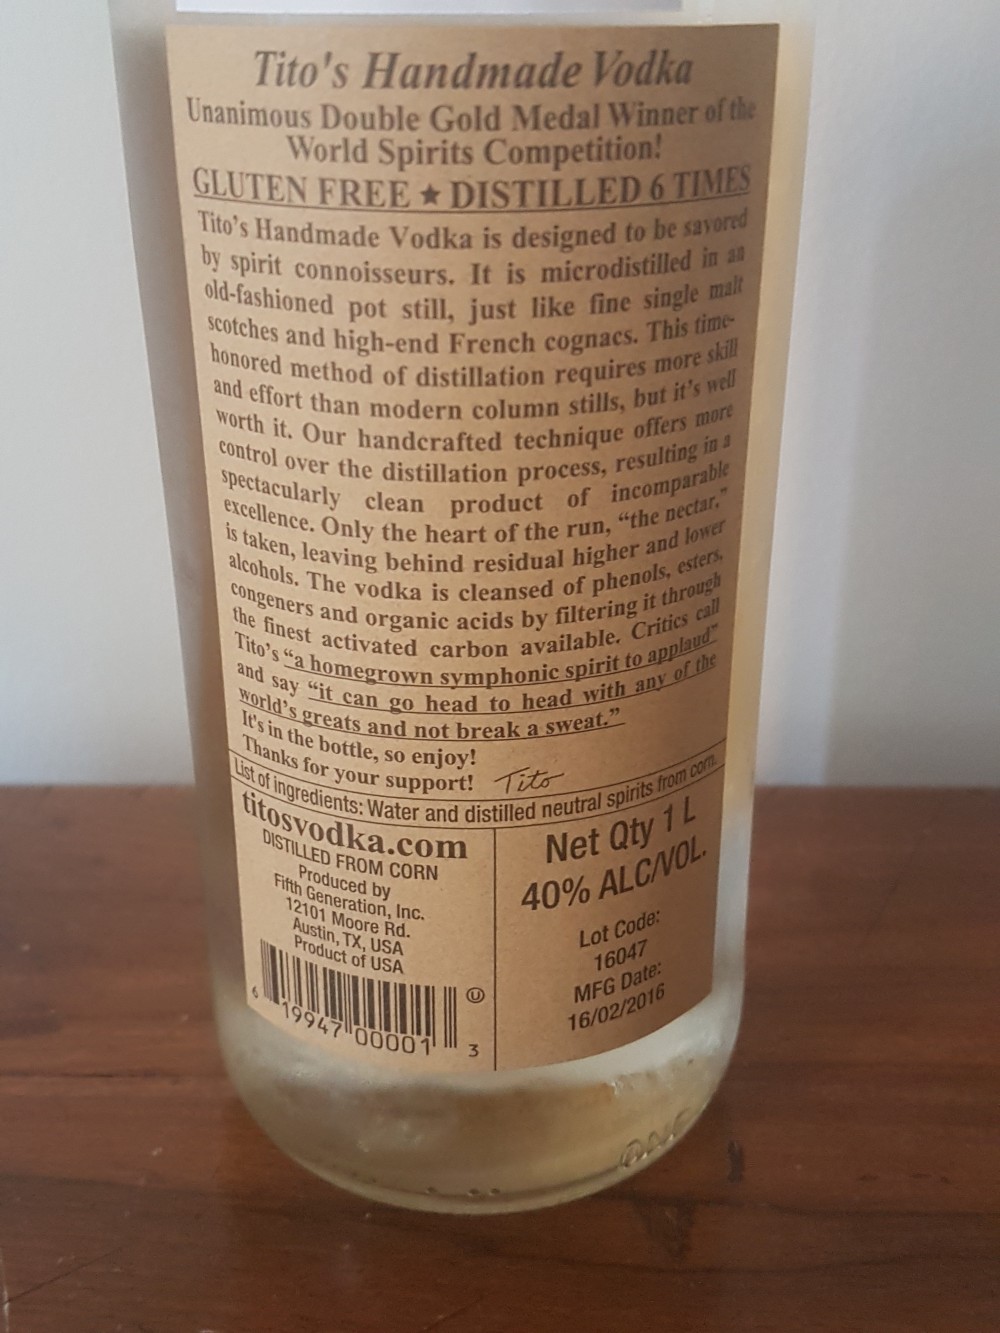 Tito's Handmade Vodka
Unanimous Double Gold Medal Winner of the
World Spirits Competition!
GLUTEN FREE ★ DISTILLED 6 TIMES
Tito's Handmade Vodka is designed to be savored
by spirit connoisseurs. It is microdistilled in an
old-fashioned pot still, just like fine single malt
scotches and high-end French cognacs. This time-
honored method of distillation requires more skill
and effort than modern column stills, but it's well
worth it. Our handcrafted technique offers more
control over the distillation process, resulting in a
spectacularly clean product of incomparable
excellence. Only the heart of the run, "the nectar,"
is taken, leaving behind residual higher and lower
alcohols. The vodka is cleansed of phenols, esters,
congeners and organic acids by filtering it through
the finest activated carbon available. Critics call
Tito's "a homegrown symphonic spirit to applaud"
and say "it can go head to head with any of the
world's greats and not break a sweat."
It's in the bottle, so enjoy!
Thanks for your support! Tito
List of ingredients: Water and distilled neutral spirits from corn.
titosvodka.com
DISTILLED FROM CORN
Produced by
Fifth Generation, Inc.
12101 Moore Rd.
Austin, TX, USA
Product of USA
U
6 19947 00001 3
Net Qty 1 L
40% ALC/VOL.
Lot Code:
16047
MFG Date:
16/02/2016